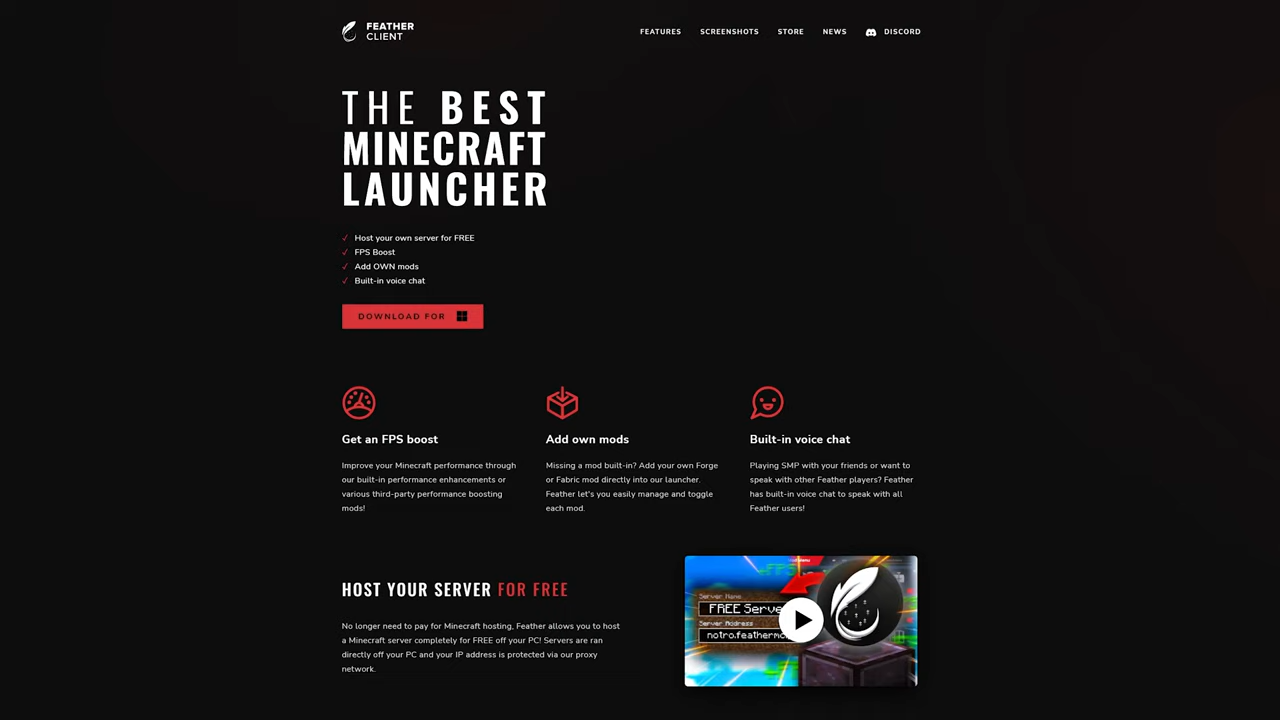 FEATHER
CLIENT
FEATURES SCREENSHOTS STORE NEWS DISCORD
THE BEST
MINECRAFT
LAUNCHER
✓ Host your own server for FREE
✓ FPS Boost
✓ Add OWN mods
✓ Built-in voice chat
DOWNLOAD FOR
Get an FPS boost
Improve your Minecraft performance through
our built-in performance enhancements or
various third-party performance boosting
mods!
Add own mods
Missing a mod built-in? Add your own Forge
or Fabric mod directly into our launcher.
Feather let's you easily manage and toggle
each mod.
Built-in voice chat
Playing SMP with your friends or want to
speak with other Feather players? Feather
has built-in voice chat to speak with all
Feather users!
HOST YOUR SERVER FOR FREE
No longer need to pay for Minecraft hosting, Feather allows you to host
a Minecraft server completely for FREE off your PC! Servers are ran
directly off your PC and your IP address is protected via our proxy
network.
FPS
Server Name
FREE Serve
Server Address
notro.feathermc